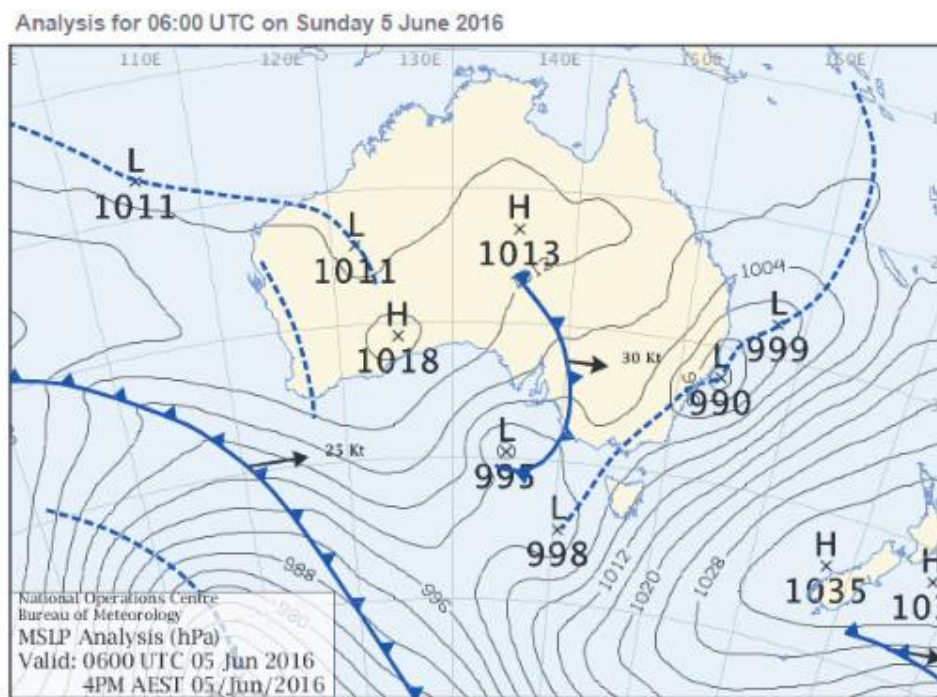 Analysis for 06:00 UTC on Sunday 5 June 2016
110E 120E 130E 140E 150E
L
1011
L
1011
H
1013
1012
1004
H
1018
L
999
30 Kt
L
990
25 Kt
L
995
L
998
988
996
1012
1020
1028
H
1035
H
980
National Operations Centre
Bureau of Meteorology
MSLP Analysis (hPa)
Valid: 0600 UTC 05 Jun 2016
4PM AEST 05/Jun/2016